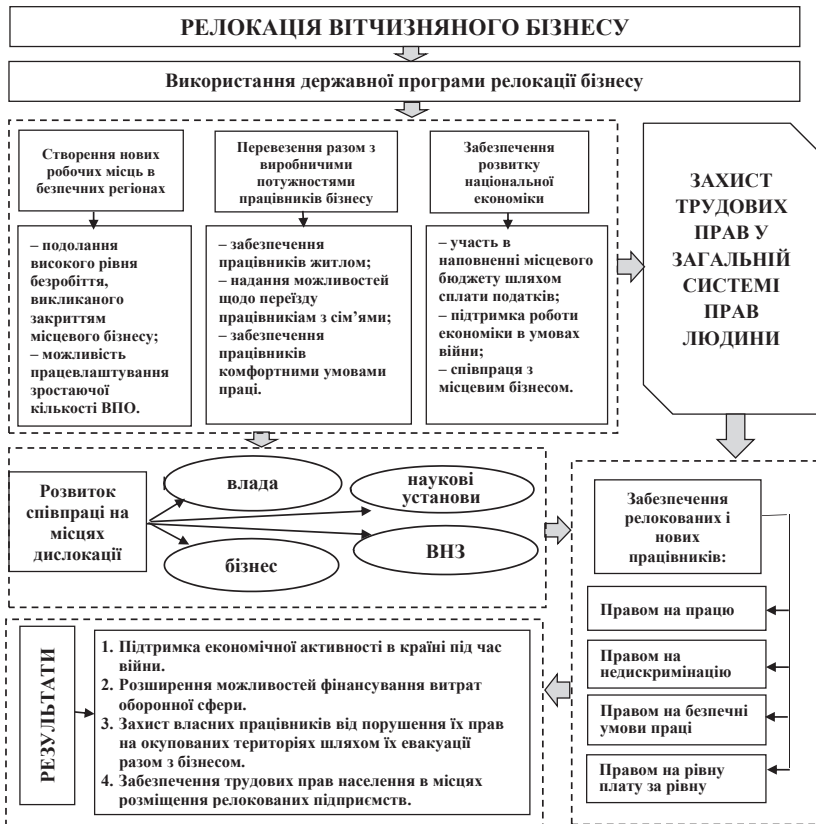 РЕЛОКАЦІЯ ВІТЧИЗНЯНОГО БІЗНЕСУ
Використання державної програми релокації бізнесу
Створення нових
робочих місць в
безпечних регіонах
– подолання
високого рівня
безробіття,
викликаного
закриттям
місцевого бізнесу;
– можливість
працевлаштування
зростаючої
кількості ВПО.
Перевезення разом з
виробничими
потужностями
працівників бізнесу
– забезпечення
працівників житлом;
– надання можливостей
щодо переїзду
працівникам з сім’ями;
– забезпечення
працівників
комфортними умовами
праці.
Забезпечення
розвитку
національної
економіки
– участь в
наповненні місцевого
бюджету шляхом
сплати податків;
– підтримка роботи
економіки в умовах
війни;
– співпраця з
місцевим бізнесом.
ЗАХИСТ
ТРУДОВИХ
ПРАВ У
ЗАГАЛЬНІЙ
СИСТЕМІ
ПРАВ
ЛЮДИНИ
Розвиток
співпраці на
місцях
дислокації
влада
наукові
установи
бізнес
ВНЗ
Забезпечення
релокованих і
нових
працівників:
Правом на працю
Правом на
недискримінацію
Правом на безпечні
умови праці
Правом на рівну
плату за рівну
РЕЗУЛЬТАТИ
1. Підтримка економічної активності в країні під час
війни.
2. Розширення можливостей фінансування витрат
оборонної сфери.
3. Захист власних працівників від порушення їх прав
на окупованих територіях шляхом їх евакуації
разом з бізнесом.
4. Забезпечення трудових прав населення в місцях
розміщення релокованих підприємств.